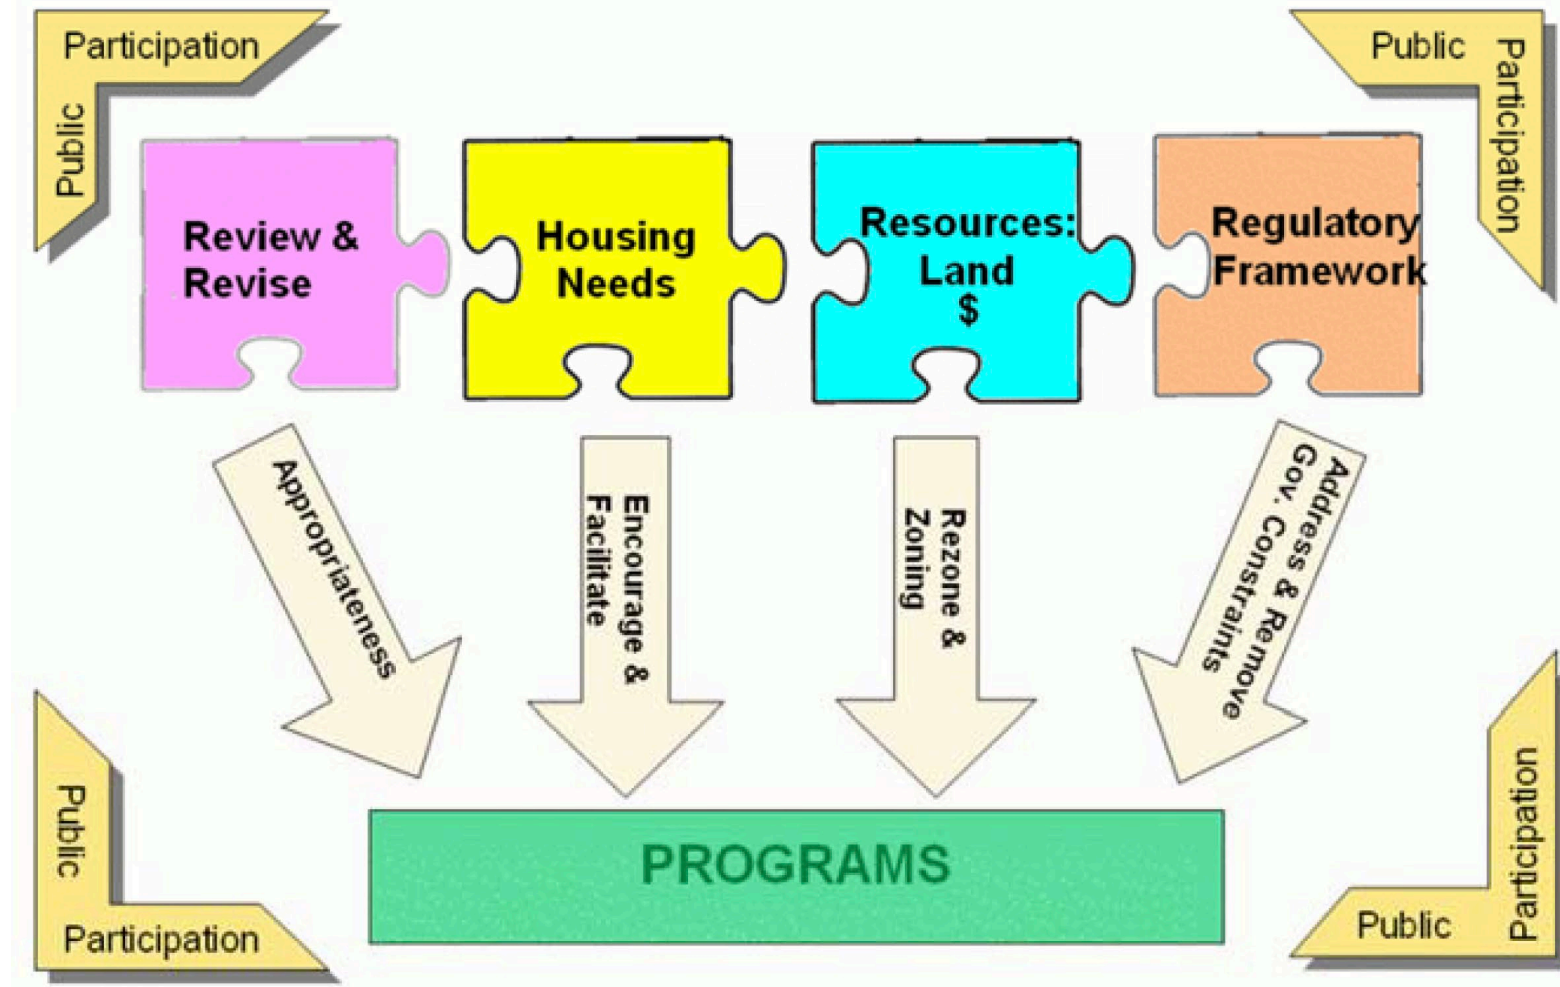 Participation
Public
Public
Participation
Review &
Revise
Housing
Needs
Resources:
Land
$
Regulatory
Framework
Appropriateness
Encourage &
Facilitate
Rezone &
Zoning
Address & Remove
Gov. Constraints
PROGRAMS
Public
Participation
Public
Participation